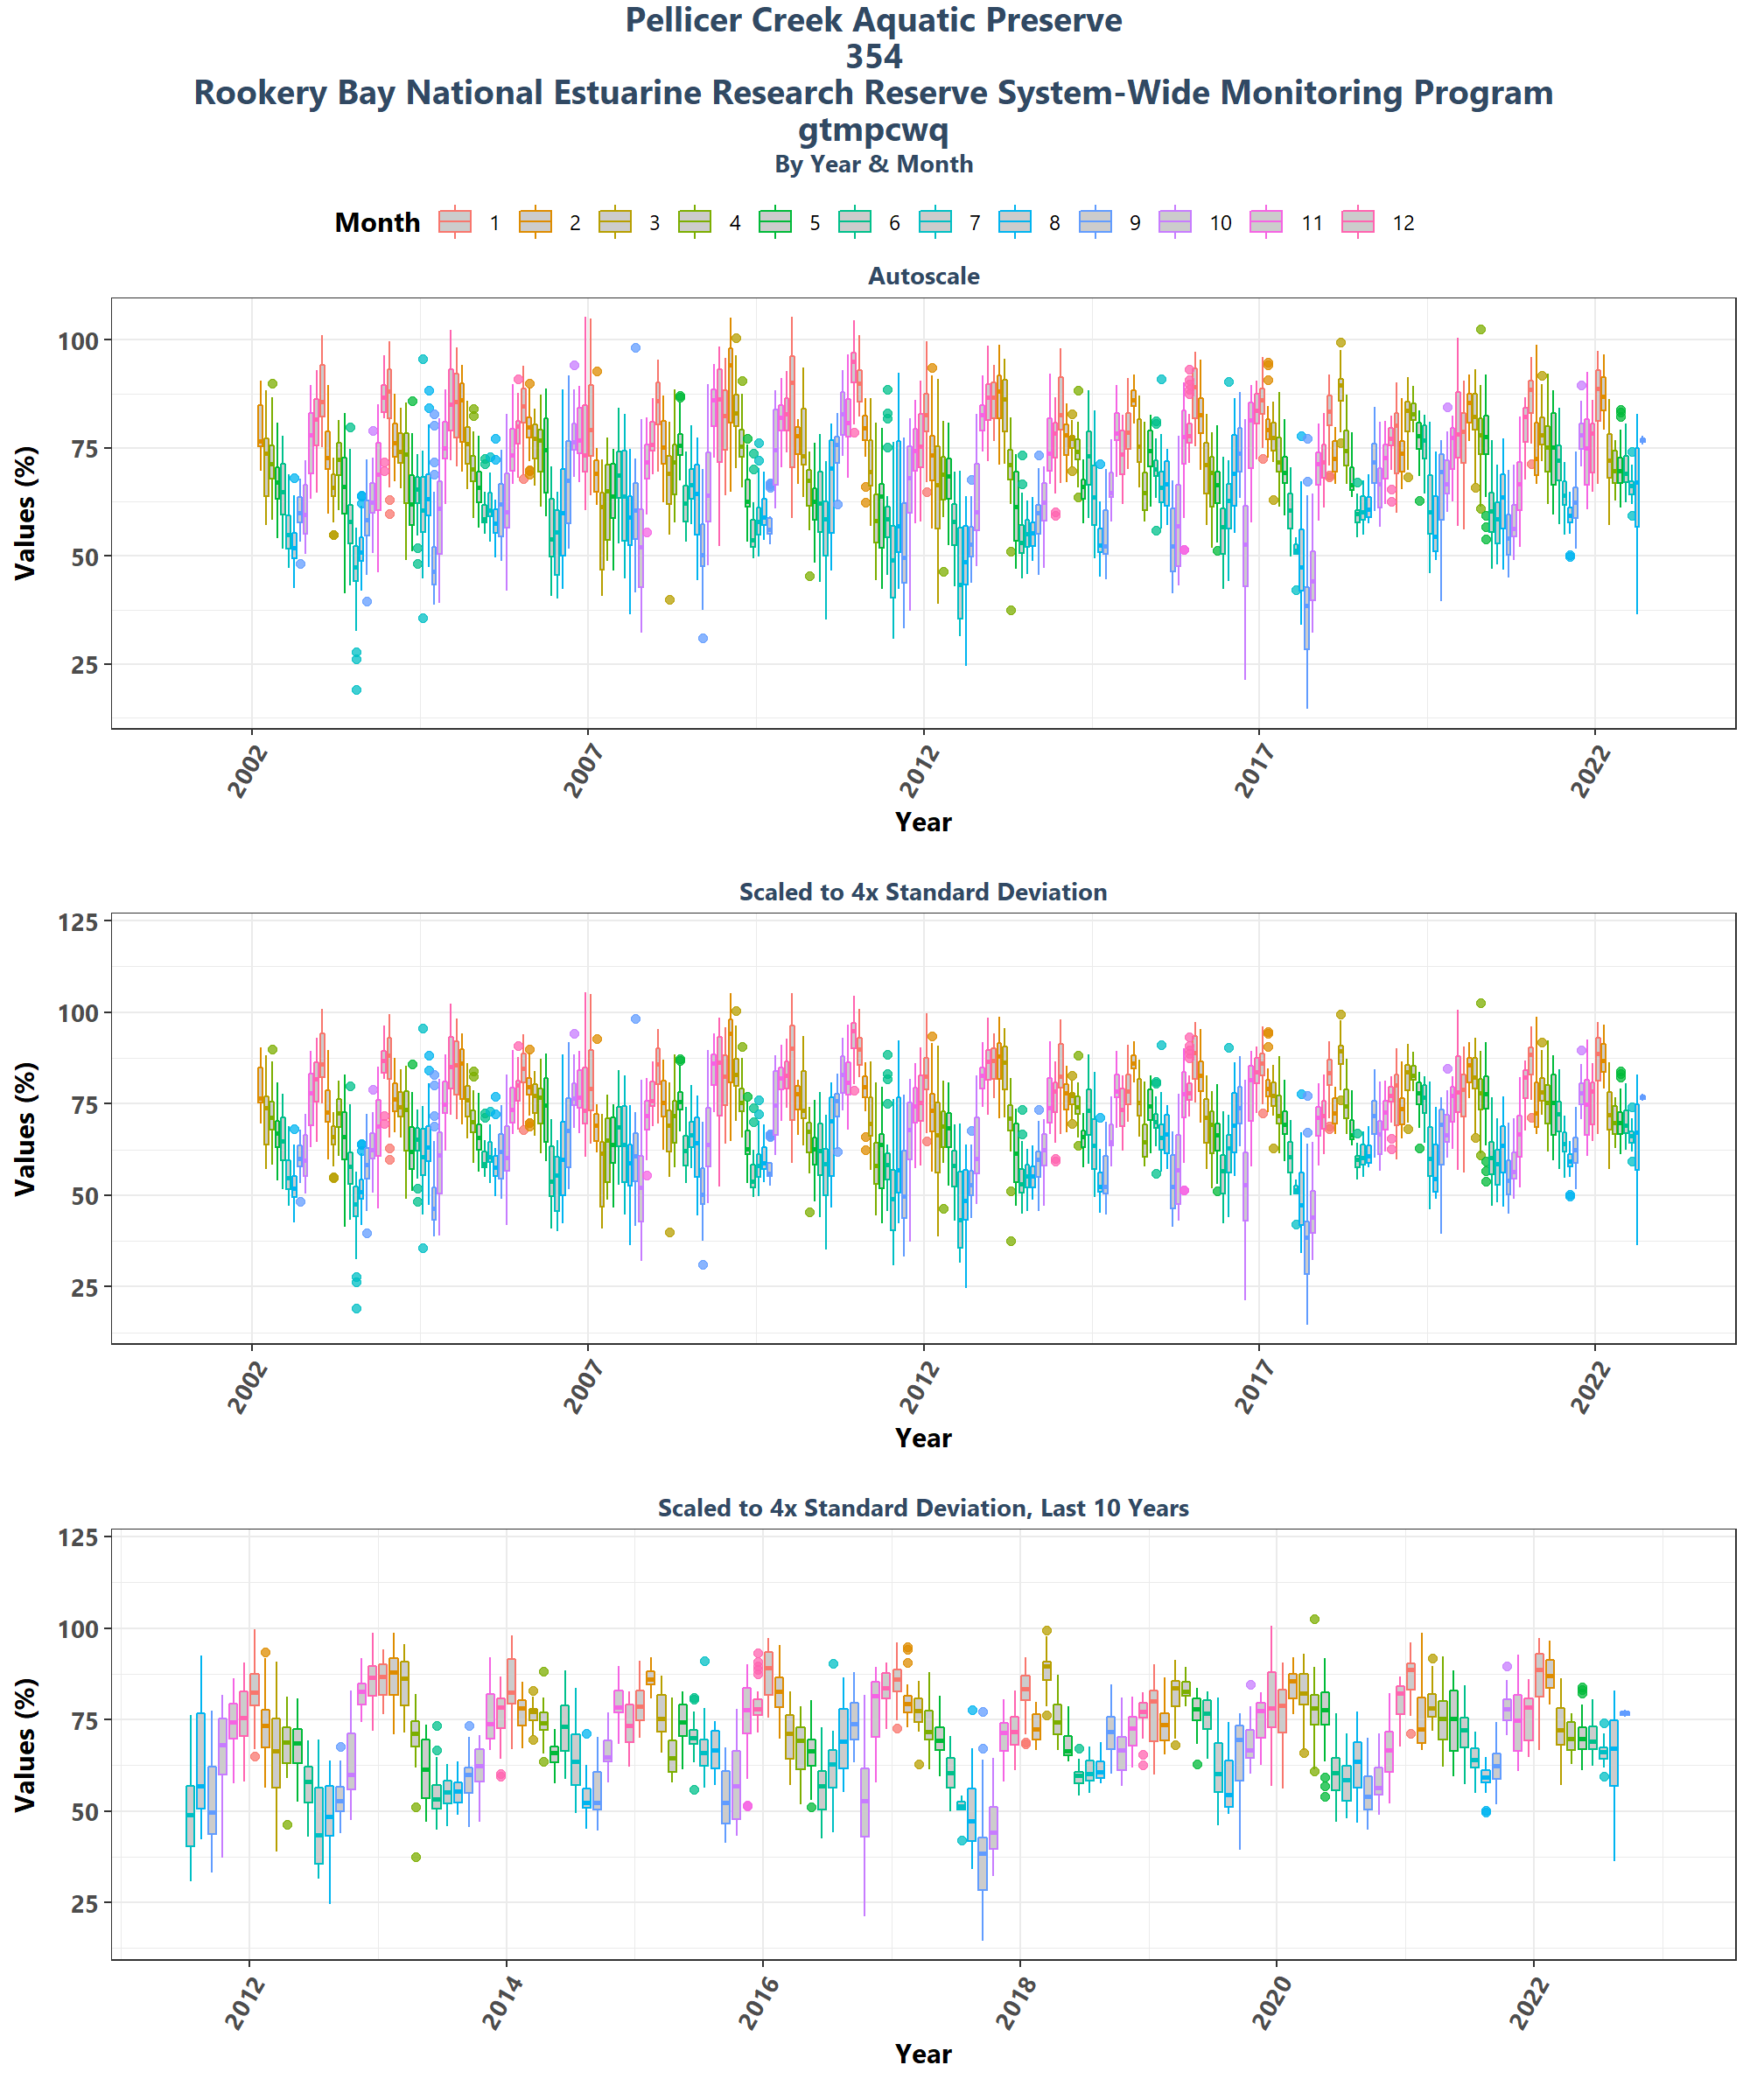 Pellicer Creek Aquatic Preserve
354
Rookery Bay National Estuarine Research Reserve System-Wide Monitoring Program
gtmpcwq
By Year & Month
Month 1 2 3 4 5 6 7 8 9 10 11 12
Autoscale
Values (%)
100
75
50
25
2002 2007 2012 2017 2022
Year
Scaled to 4x Standard Deviation
Values (%)
125
100
75
50
25
2002 2007 2012 2017 2022
Year
Scaled to 4x Standard Deviation, Last 10 Years
Values (%)
125
100
75
50
25
2012 2014 2016 2018 2020 2022
Year